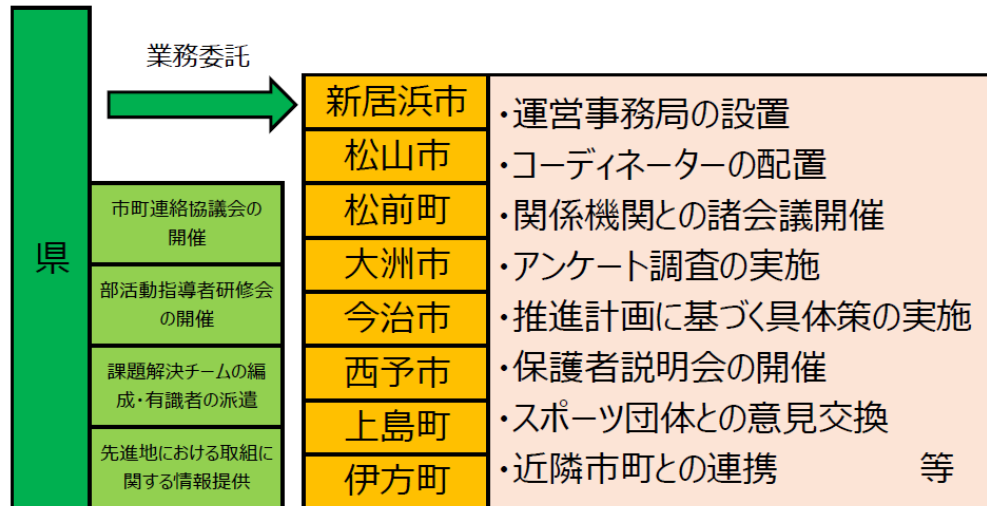 業務委託
県
市町連絡協議会の
開催
部活動指導者研修会
の開催
課題解決チームの編
成・有識者の派遣
先進地における取組に
関する情報提供
新居浜市
松山市
松前町
大洲市
今治市
西予市
上島町
伊方町
・運営事務局の設置
・コーディネーターの配置
・関係機関との諸会議開催
・アンケート調査の実施
・推進計画に基づく具体策の実施
・保護者説明会の開催
・スポーツ団体との意見交換
・近隣市町との連携　　　　等